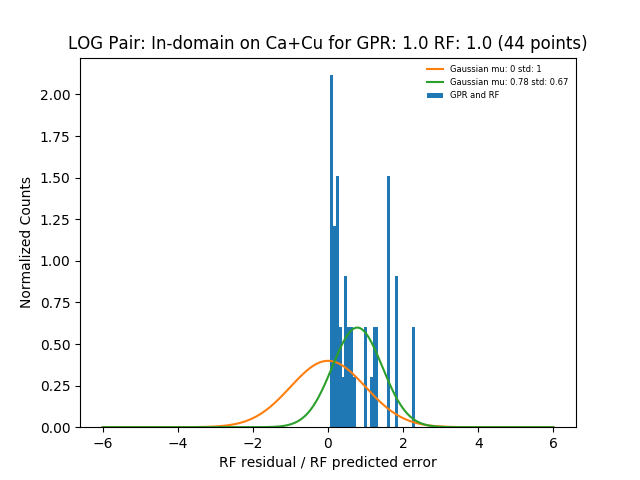 LOG Pair: In-domain on Ca+Cu for GPR: 1.0 RF: 1.0 (44 points)
Gaussian mu: 0 std: 1
Gaussian mu: 0.78 std: 0.67
GPR and RF
Normalized Counts
2.00
1.75
1.50
1.25
1.00
0.75
0.50
0.25
0.00
−6
−4
−2
0
2
4
6
RF residual / RF predicted error